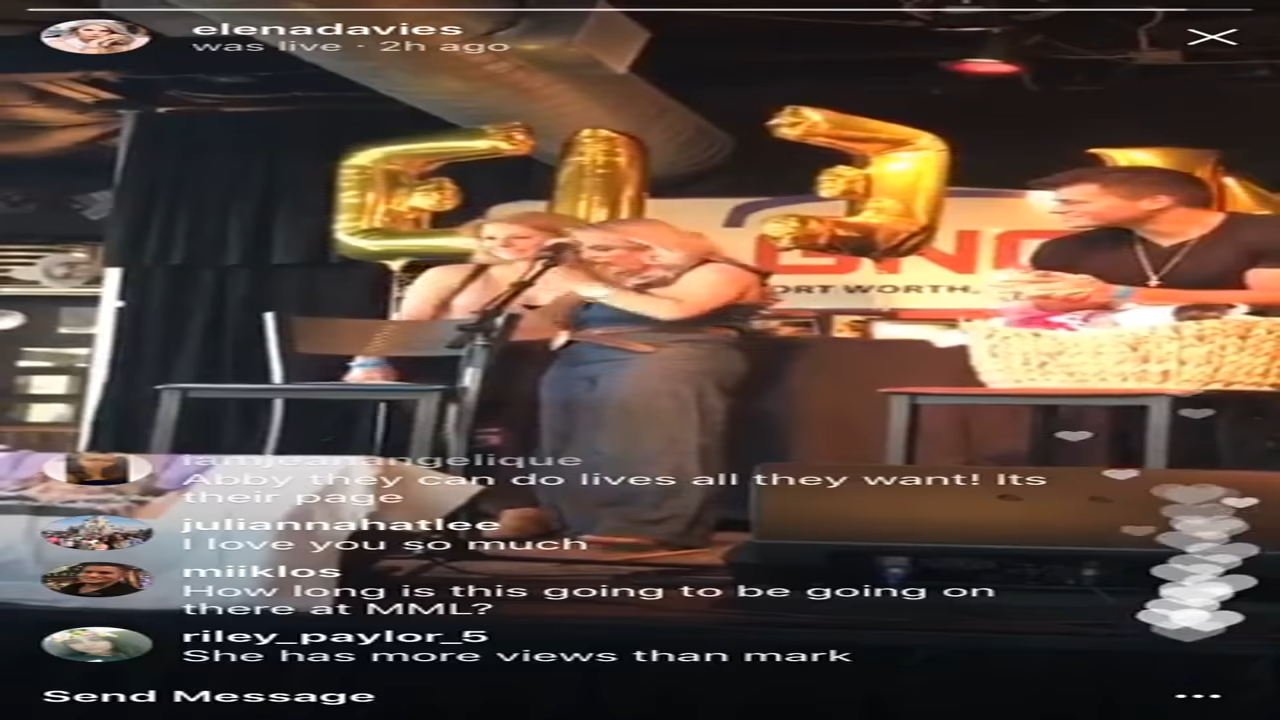 elenadavies
was live · 2h ago
GNC
ORT WORTH,
iamjeanangelique
Abby they can do lives all they want! Its
their page
juliannahatlee
I love you so much
miiklos
How long is this going to be going on
there at MML?
riley_paylor_5
She has more views than mark
Send Message